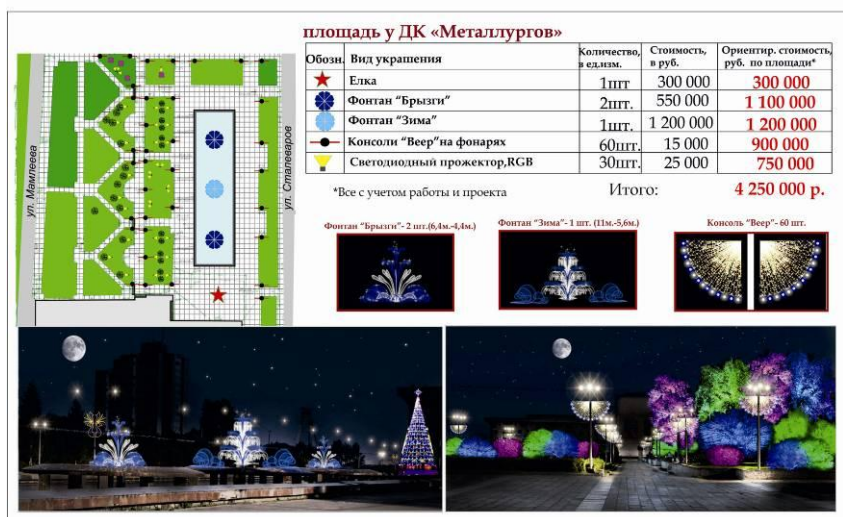 площадь у ДК «Металлургов»
Обозн. Вид украшения Количество, в ед.изм. Стоимость, в руб. Ориентир. стоимость, руб. по площади*
Елка 1шт 300 000 300 000
Фонтан "Брызги" 2шт. 550 000 1 100 000
Фонтан "Зима" 1шт. 1 200 000 1 200 000
Консоли "Веер"на фонарях 60шт. 15 000 900 000
Светодиодный прожектор,RGB 30шт. 25 000 750 000
*Все с учетом работы и проекта Итого: 4 250 000 р.
ул. Мамлеева
ул. Сталеваров
Фонтан "Брызги"- 2 шт.(6,4м.-4,4м.)
Фонтан "Зима"- 1 шт. (11м.-5,6м.)
Консоль "Веер"- 60 шт.